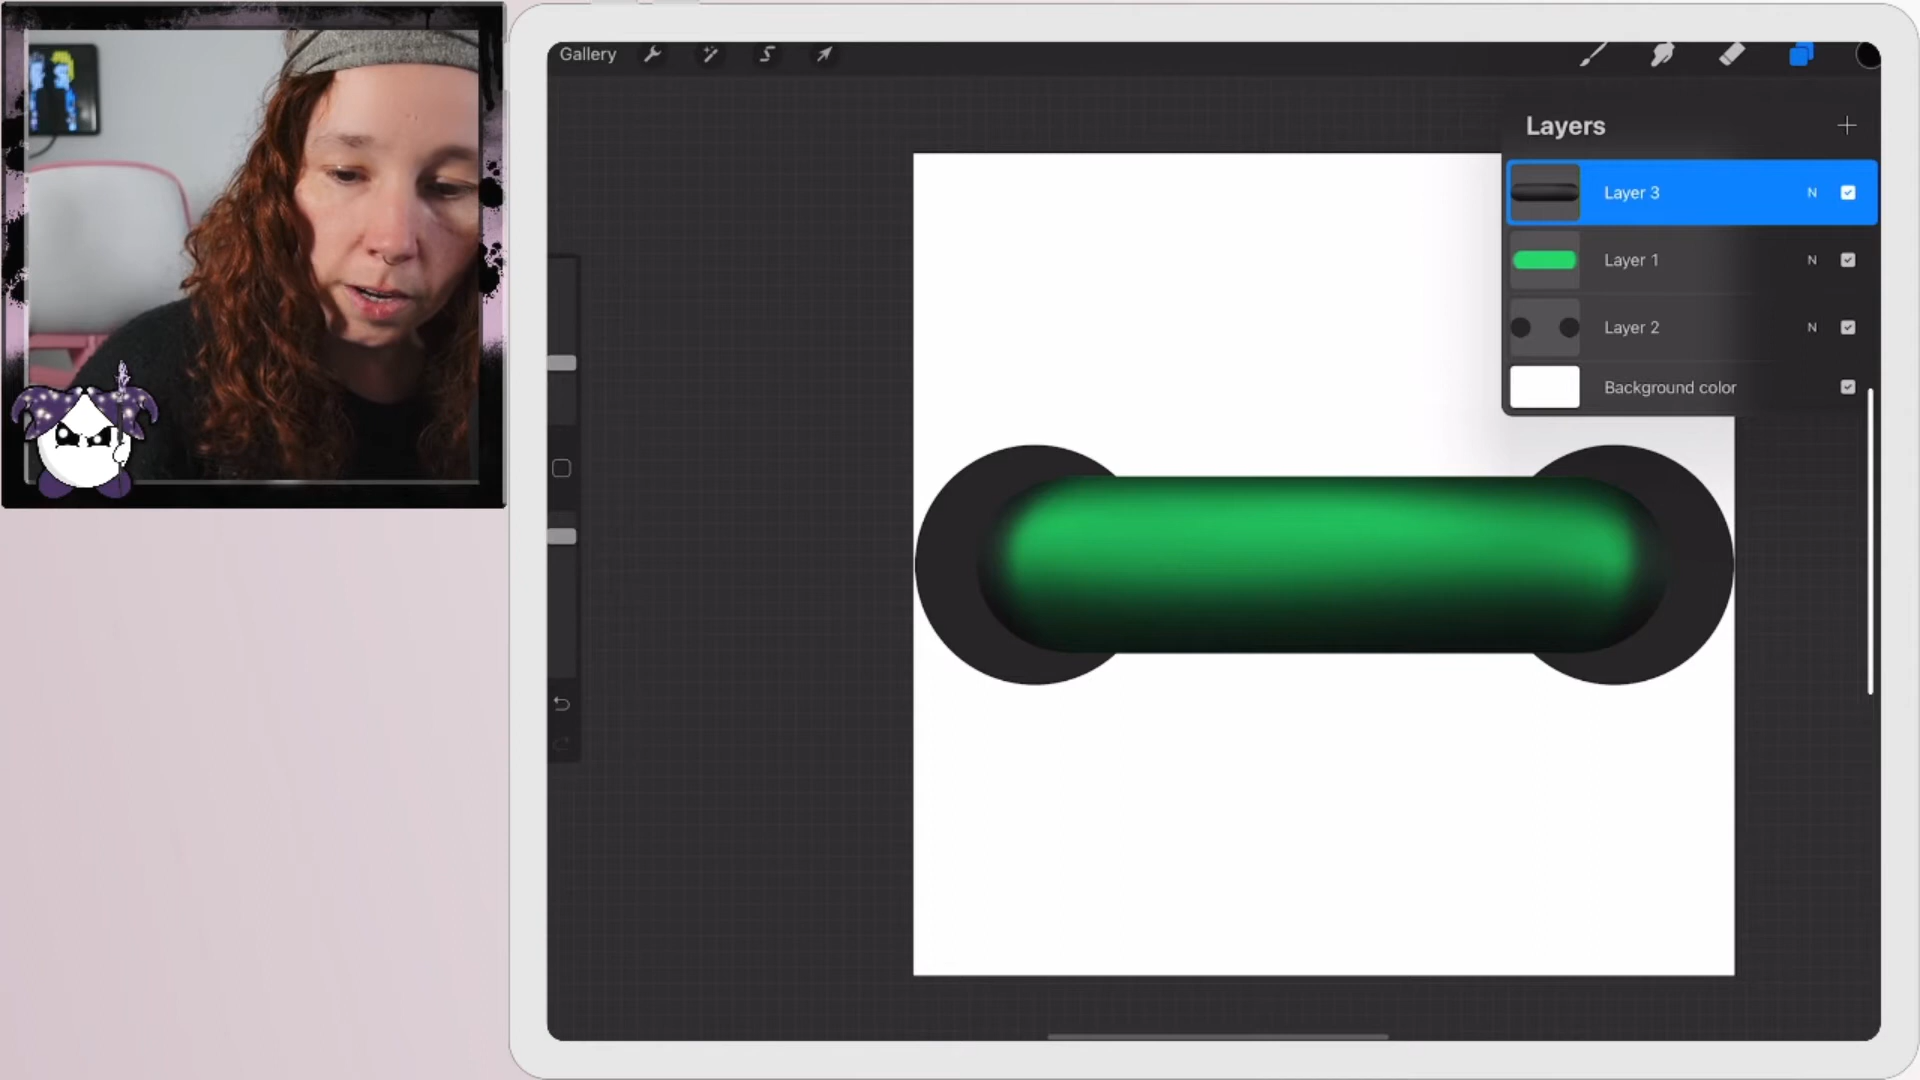 Gallery
Layers
Layer 3 N
Layer 1 N
Layer 2 N
Background color